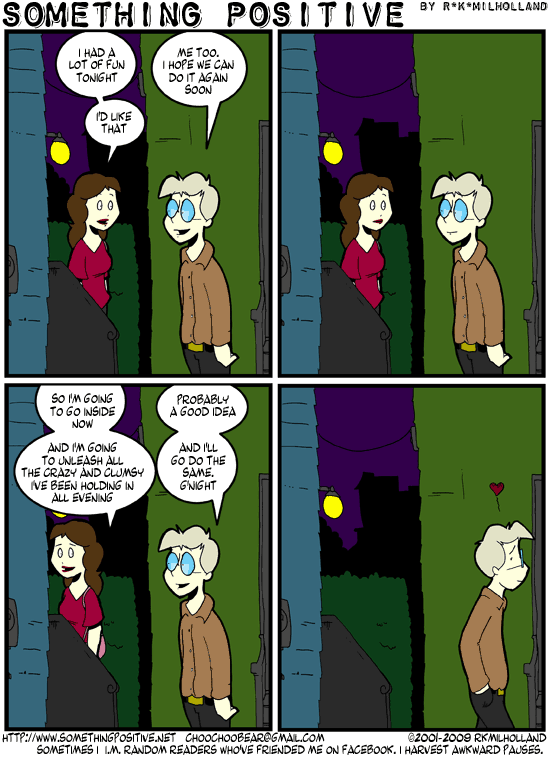 SOMETHING POSITIVE BY R*K*MILHOLLAND
I HAD A
LOT OF FUN
TONIGHT
ME TOO.
I HOPE WE CAN
DO IT AGAIN
SOON
I'D LIKE
THAT
SO I'M GOING
TO GO INSIDE
NOW
AND I'M GOING
TO UNLEASH ALL
THE CRAZY AND CLUMSY
I'VE BEEN HOLDING IN
ALL EVENING
PROBABLY
A GOOD IDEA
AND I'LL
GO DO THE
SAME.
G'NIGHT
HTTP://WWW.SOMETHINGPOSITIVE.NET CHOOCHOOBEAR@GMAIL.COM ©2001-2009 RKMILHOLLAND
SOMETIMES I I.M. RANDOM READERS WHO'VE FRIENDED ME ON FACEBOOK. I HARVEST AWKWARD PAUSES.